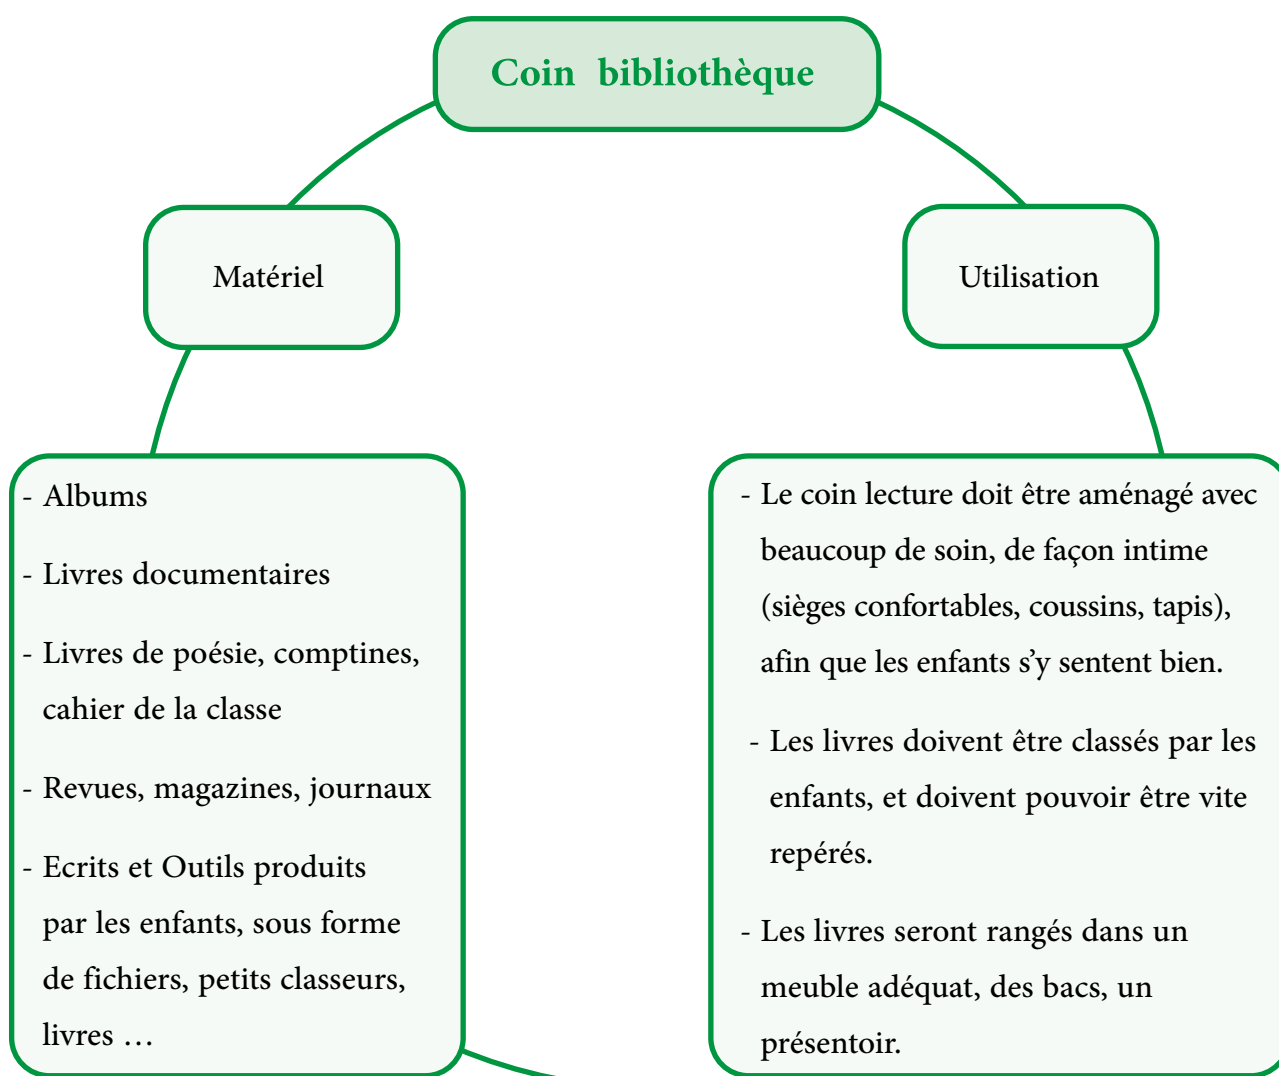 Coin bibliothèque
Matériel
Utilisation
- Albums
- Livres documentaires
- Livres de poésie, comptines,
cahier de la classe
- Revues, magazines, journaux
- Ecrits et Outils produits
par les enfants, sous forme
de fichiers, petits classeurs,
livres …
- Le coin lecture doit être aménagé avec
beaucoup de soin, de façon intime
(sièges confortables, coussins, tapis),
afin que les enfants s’y sentent bien.
- Les livres doivent être classés par les
enfants, et doivent pouvoir être vite
repérés.
- Les livres seront rangés dans un
meuble adéquat, des bacs, un
présentoir.